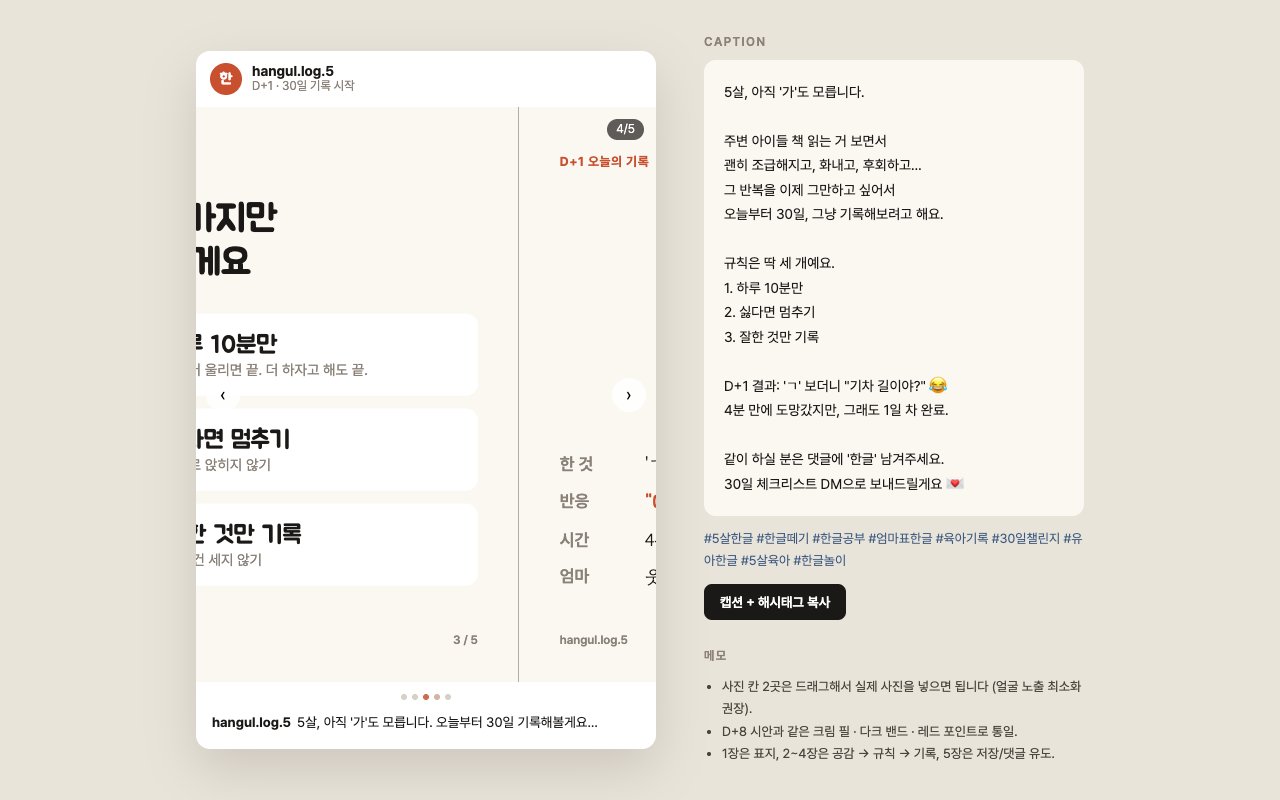 한
hangul.log.5
D+1 · 30일 기록 시작
4/5
D+1 오늘의 기록
마지만
게요
10분만
울리면 끝. 더 하자고 해도 끝.
멈추기
앉히지 않기
것만 기록
건 세지 않기
3 / 5
한 것
반응
시간
엄마
hangul.log.5
hangul.log.5 5살, 아직 '가'도 모릅니다. 오늘부터 30일 기록해볼게요...
CAPTION
5살, 아직 '가'도 모릅니다.
주변 아이들 책 읽는 거 보면서
괜히 조급해지고, 화내고, 후회하고...
그 반복을 이제 그만하고 싶어서
오늘부터 30일, 그냥 기록해보려고 해요.
규칙은 딱 세 개예요.
1. 하루 10분만
2. 싫다면 멈추기
3. 잘한 것만 기록
D+1 결과: 'ㄱ' 보더니 "기차 길이야?" 😂
4분 만에 도망갔지만, 그래도 1일 차 완료.
같이 하실 분은 댓글에 '한글' 남겨주세요.
30일 체크리스트 DM으로 보내드릴게요 💌
#5살한글 #한글떼기 #한글공부 #엄마표한글 #육아기록 #30일챌린지 #유
아한글 #5살육아 #한글놀이
캡션 + 해시태그 복사
메모
• 사진 칸 2곳은 드래그해서 실제 사진을 넣으면 됩니다 (얼굴 노출 최소화
권장).
• D+8 시안과 같은 크림 필 · 다크 밴드 · 레드 포인트로 통일.
• 1장은 표지, 2~4장은 공감 → 규칙 → 기록, 5장은 저장/댓글 유도.